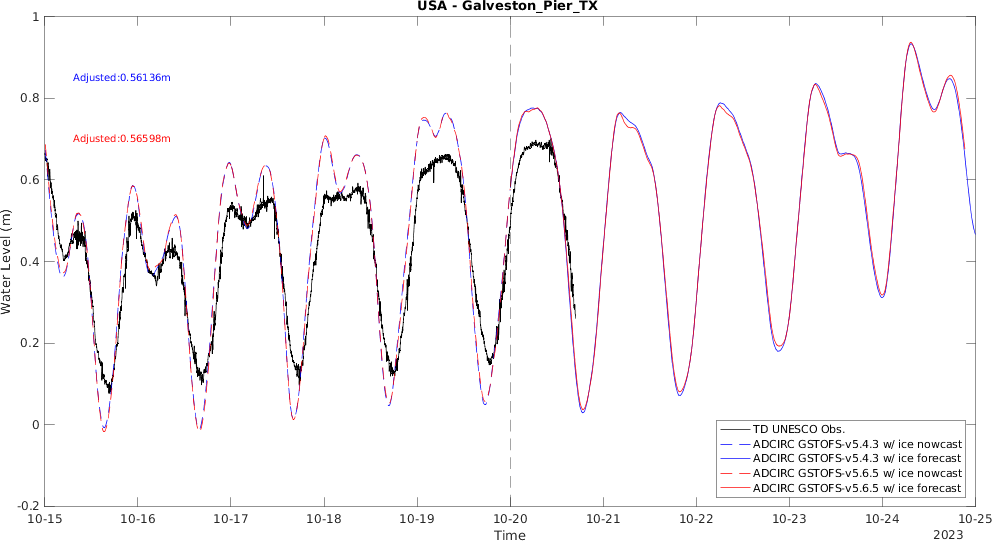 USA - Galveston_Pier_TX
Water Level (m)
1
0.8
0.6
0.4
0.2
0
-0.2
Adjusted:0.56136m
Adjusted:0.56598m
TD UNESCO Obs.
ADCIRC GSTOFS-v5.4.3 w/ ice nowcast
ADCIRC GSTOFS-v5.4.3 w/ ice forecast
ADCIRC GSTOFS-v5.6.5 w/ ice nowcast
ADCIRC GSTOFS-v5.6.5 w/ ice forecast
10-15 10-16 10-17 10-18 10-19 10-20 10-21 10-22 10-23 10-24 10-25
Time
2023